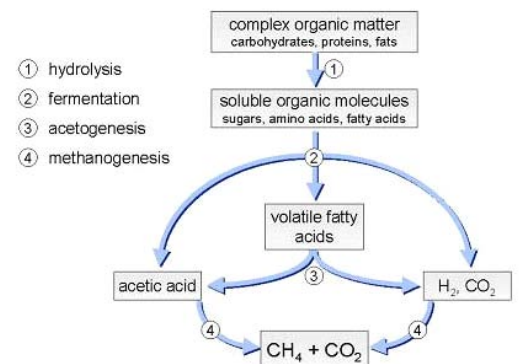 complex organic matter
carbohydrates, proteins, fats
① hydrolysis
①
② fermentation
soluble organic molecules
sugars, amino acids, fatty acids
③ acetogenesis
④ methanogenesis
②
volatile fatty
acids
③
acetic acid
H₂, CO₂
④
④
CH₄ + CO₂